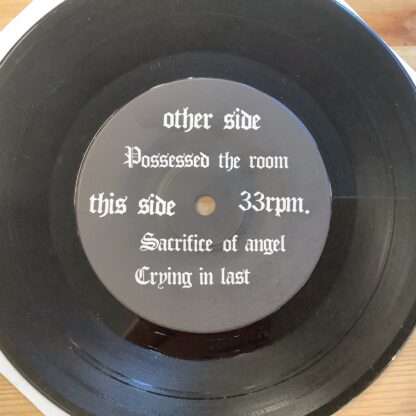 other side
Possessed the room
this side 33rpm.
Sacrifice of angel
Crying in last